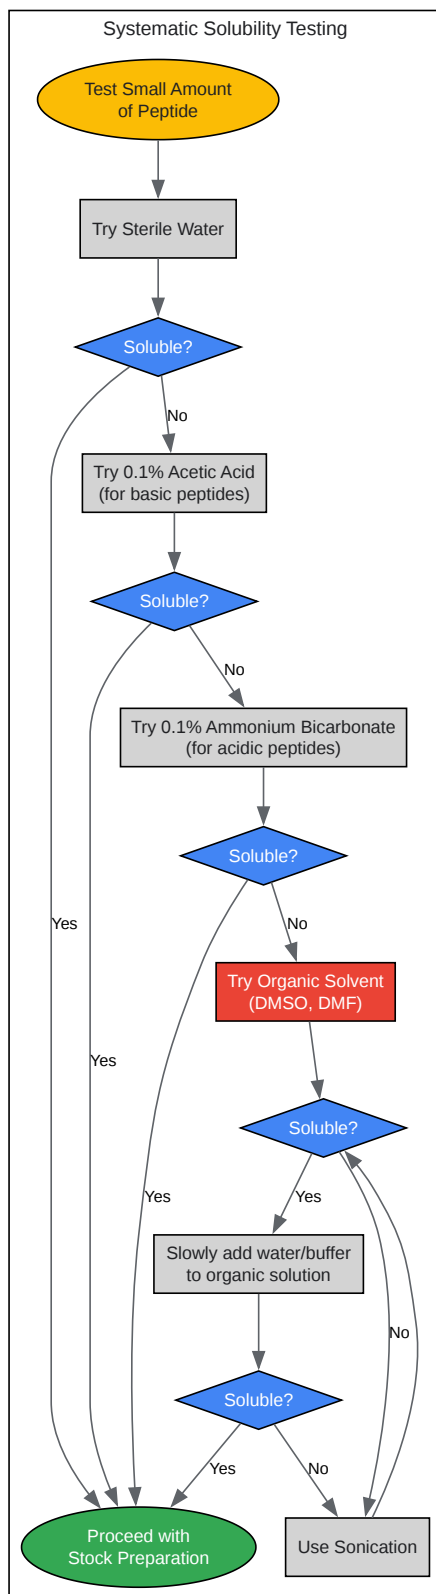 Systematic Solubility Testing
Test Small Amount
of Peptide
Try Sterile Water
Soluble?
No
Try 0.1% Acetic Acid
(for basic peptides)
Soluble?
No
Try 0.1% Ammonium Bicarbonate
(for acidic peptides)
Soluble?
Yes
No
Try Organic Solvent
(DMSO, DMF)
Yes
Soluble?
Yes
Yes
Slowly add water/buffer
to organic solution
No
Soluble?
Yes
No
Proceed with
Stock Preparation
Use Sonication